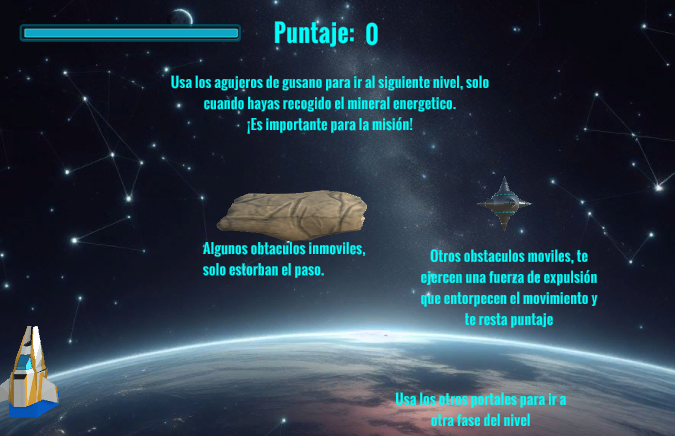 Puntaje: 0
Usa los agujeros de gusano para ir al siguiente nivel, solo
cuando hayas recogido el mineral energetico.
¡Es importante para la misión!
Algunos obtaculos inmoviles,
solo estorban el paso.
Otros obstaculos moviles, te
ejercen una fuerza de expulsión
que entorpecen el movimiento y
te resta puntaje
Usa los otros portales para ir a
otra fase del nivel